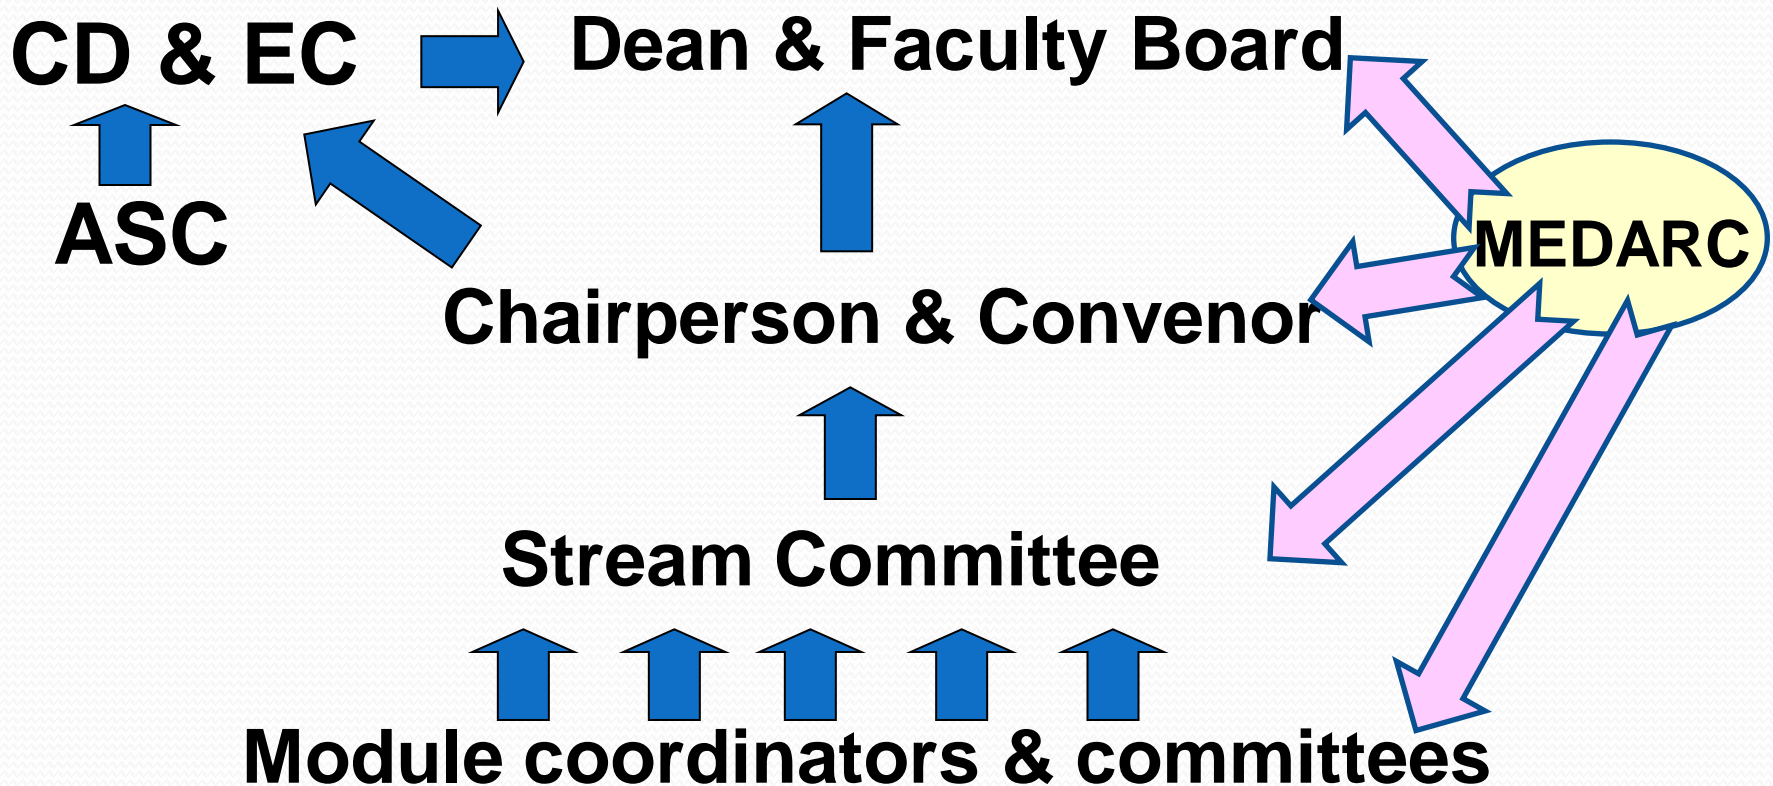 CD & EC
Dean & Faculty Board
ASC
MEDARC
Chairperson & Convenor
Stream Committee
Module coordinators & committees